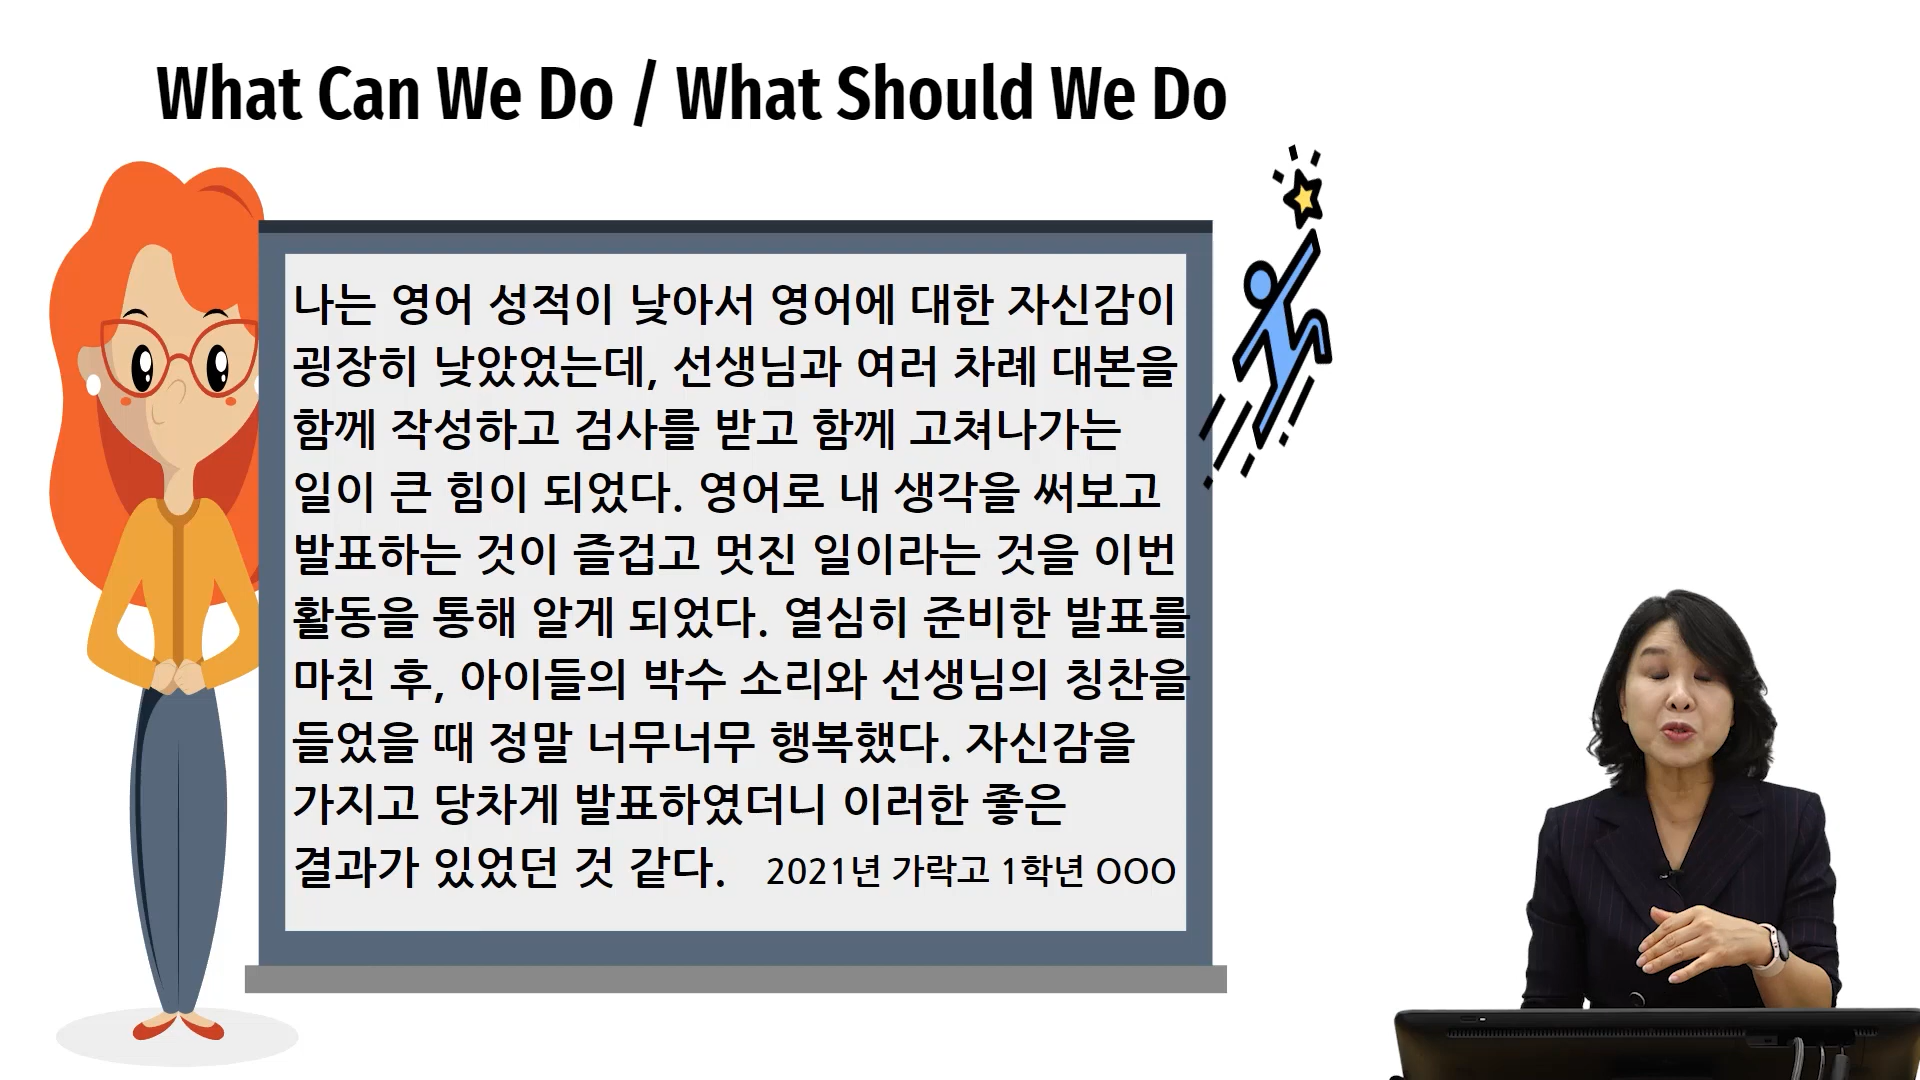 What Can We Do / What Should We Do
나는 영어 성적이 낮아서 영어에 대한 자신감이
굉장히 낮았었는데, 선생님과 여러 차례 대본을
함께 작성하고 검사를 받고 함께 고쳐나가는
일이 큰 힘이 되었다. 영어로 내 생각을 써보고
발표하는 것이 즐겁고 멋진 일이라는 것을 이번
활동을 통해 알게 되었다. 열심히 준비한 발표를
마친 후, 아이들의 박수 소리와 선생님의 칭찬을
들었을 때 정말 너무너무 행복했다. 자신감을
가지고 당차게 발표하였더니 이러한 좋은
결과가 있었던 것 같다. 2021년 가락고 1학년 OOO